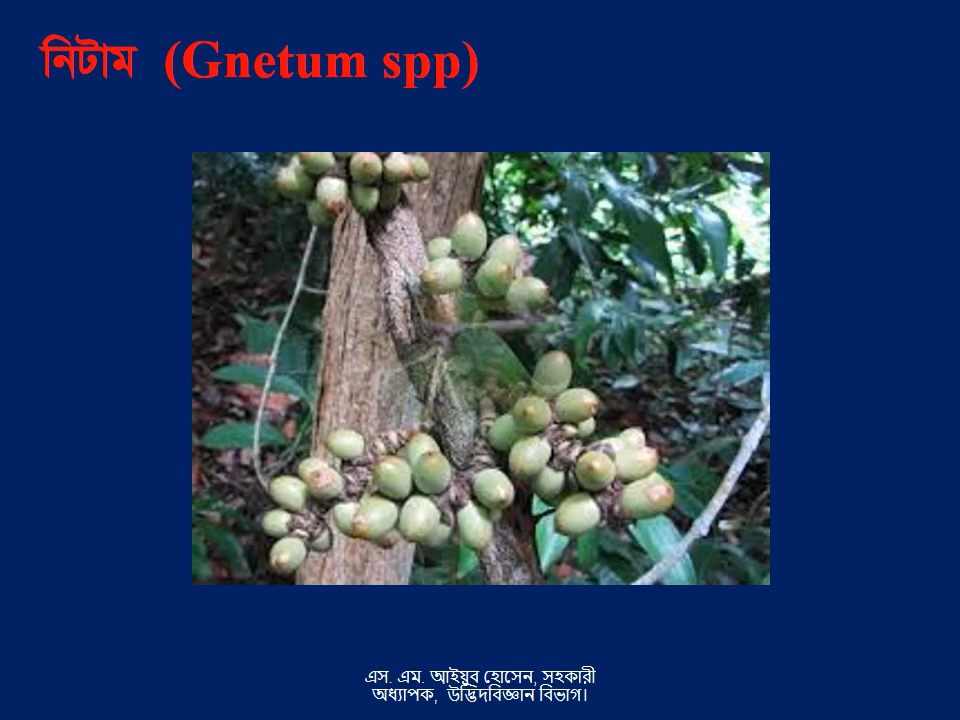 নিটাম (Gnetum spp)
এস. এম. আইয়ুব হোসেন, সহকারী
অধ্যাপক, উদ্ভিদবিজ্ঞান বিভাগ।